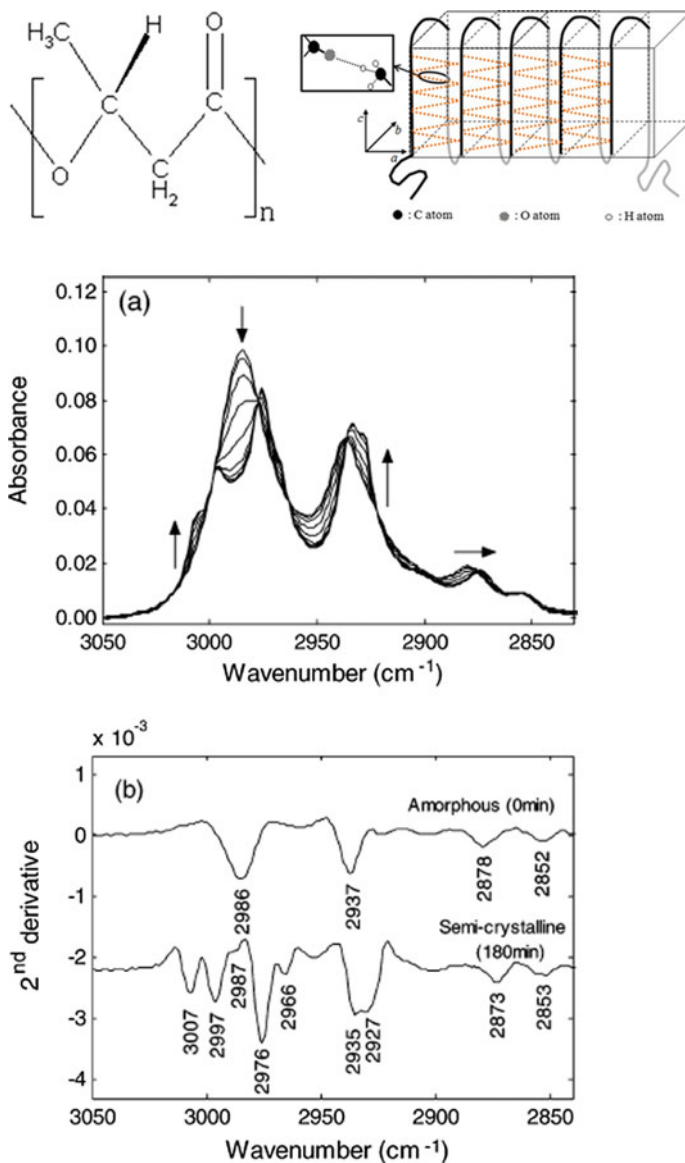 H₃C
H
O
C
C
O
CH₂
n
c
b
a
● : C atom ● : O atom ○ : H atom
(a)
Absorbance
0.12
0.10
0.08
0.06
0.04
0.02
0.00
3050 3000 2950 2900 2850
Wavenumber (cm⁻¹)
x 10⁻³
(b)
2ⁿᵈ derivative
1
0
-1
-2
-3
-4
Amorphous (0min)
2986
2937
2878
2852
Semi-crystalline
(180min)
3007
2997
2987
2976
2966
2935
2927
2873
2853
3050 3000 2950 2900 2850
Wavenumber (cm⁻¹)